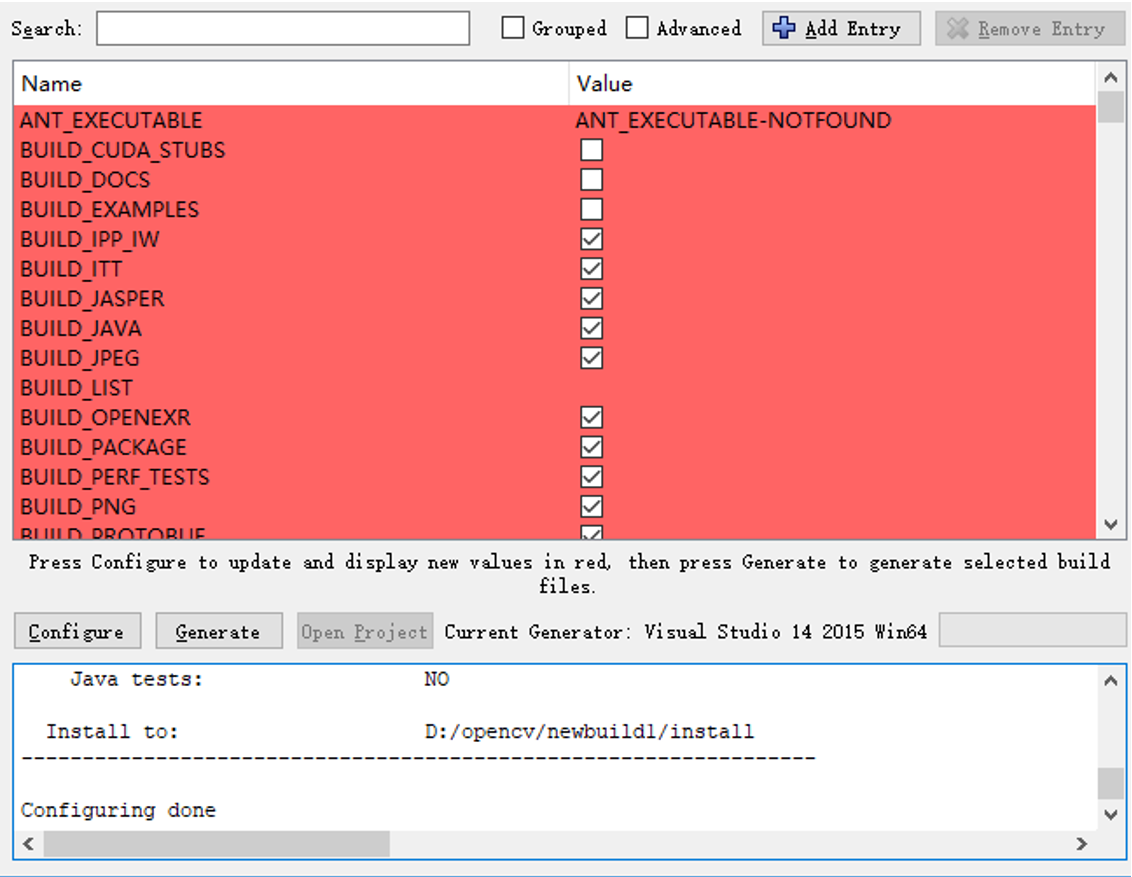 Search: Grouped Advanced Add Entry Remove Entry
Name Value
ANT_EXECUTABLE ANT_EXECUTABLE-NOTFOUND
BUILD_CUDA_STUBS
BUILD_DOCS
BUILD_EXAMPLES
BUILD_IPP_IW
BUILD_ITT
BUILD_JASPER
BUILD_JAVA
BUILD_JPEG
BUILD_LIST
BUILD_OPENEXR
BUILD_PACKAGE
BUILD_PERF_TESTS
BUILD_PNG
BUILD_PROTOBUF
Press Configure to update and display new values in red, then press Generate to generate selected build
files.
Configure Generate Open Project Current Generator: Visual Studio 14 2015 Win64
Java tests: NO
Install to: D:/opencv/newbuild1/install
-----------------------------------------------------------------
Configuring done